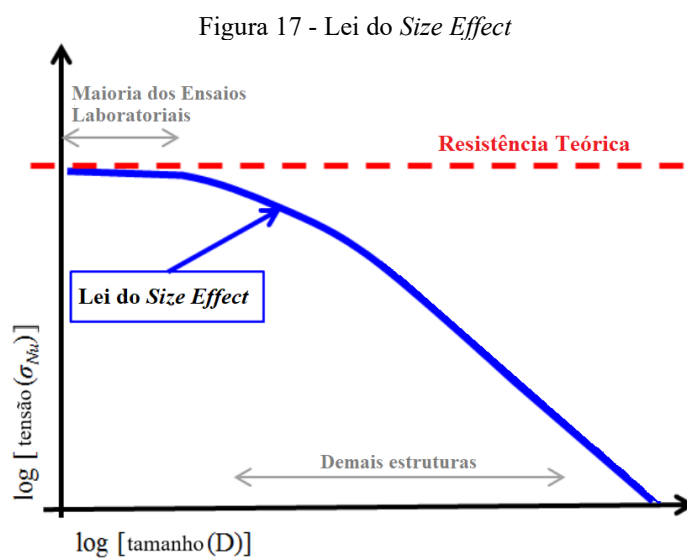 Figura 17 - Lei do Size Effect
Maioria dos Ensaios
Laboratoriais
Resistência Teórica
Lei do Size Effect
log [tensão(σNu)]
Demais estruturas
log [tamanho(D)]